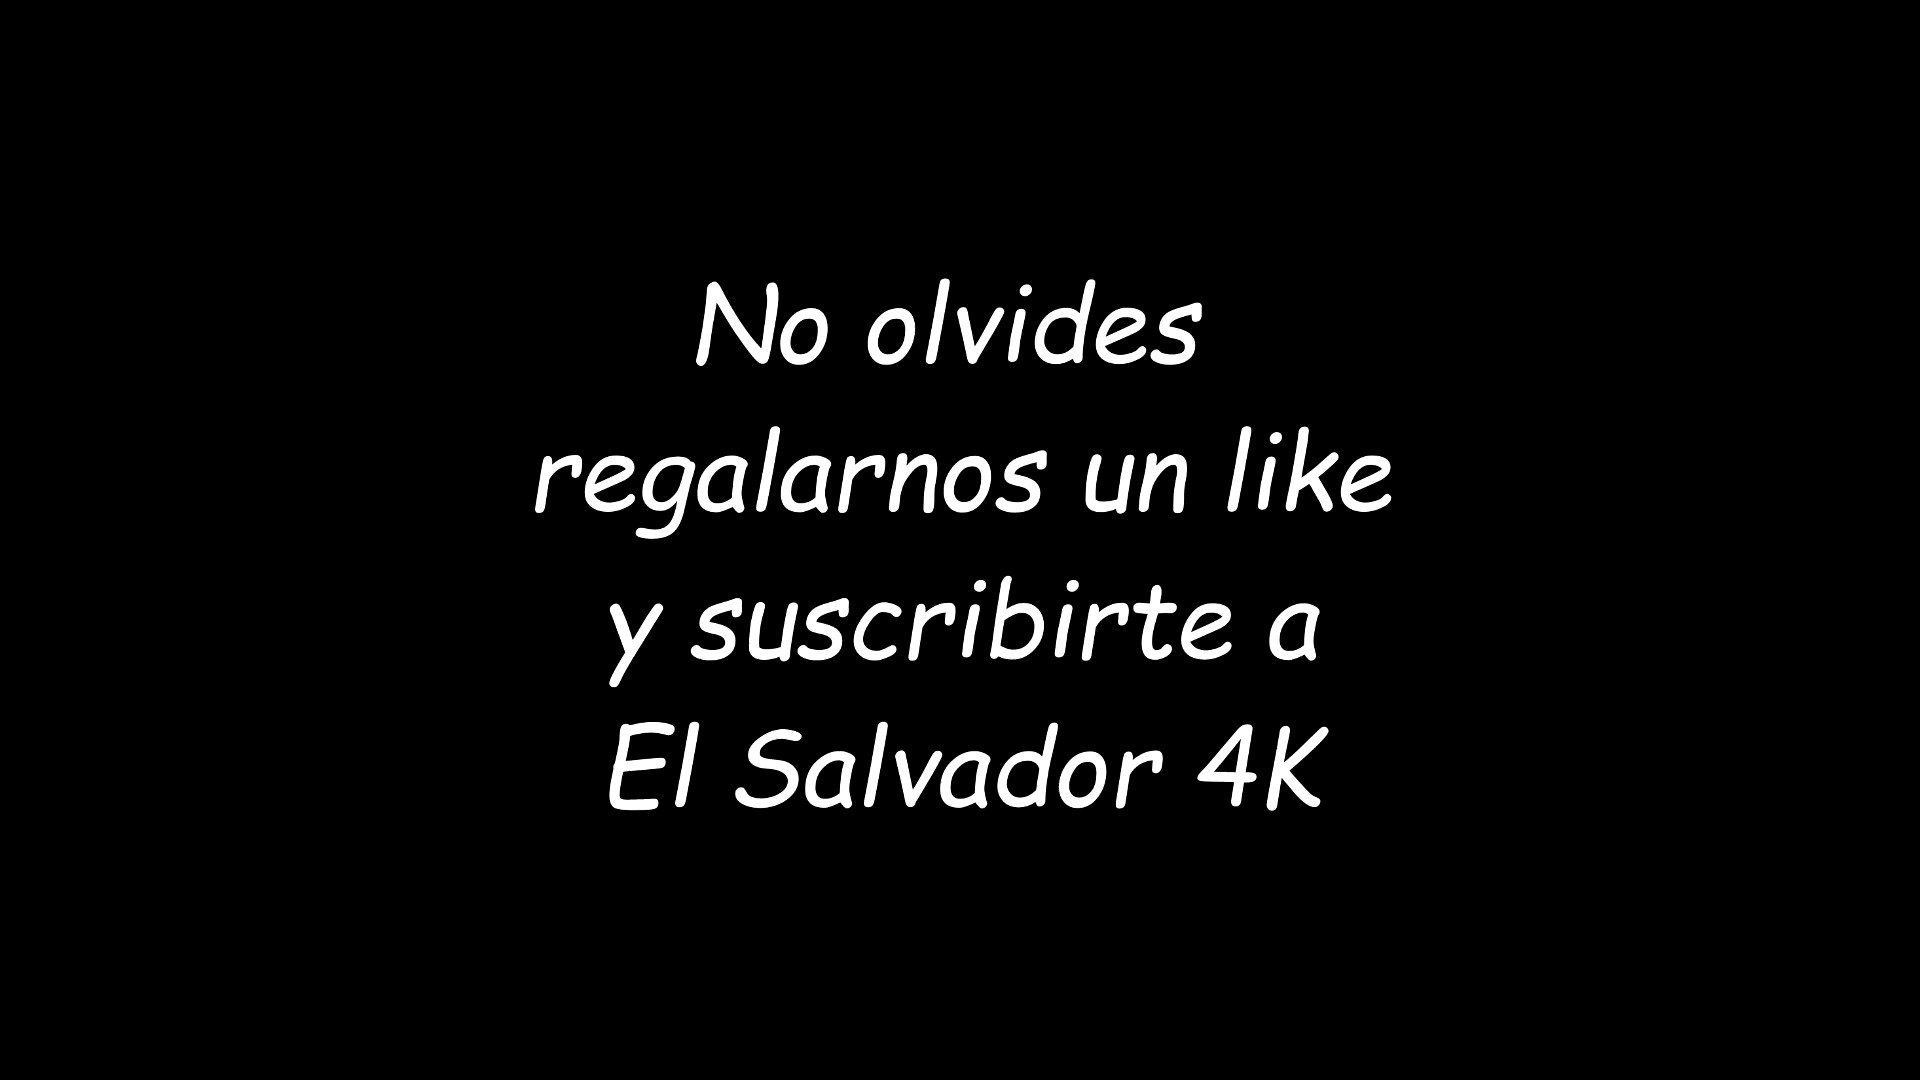 No olvides
regalarnos un like
y suscribirte a
El Salvador 4K